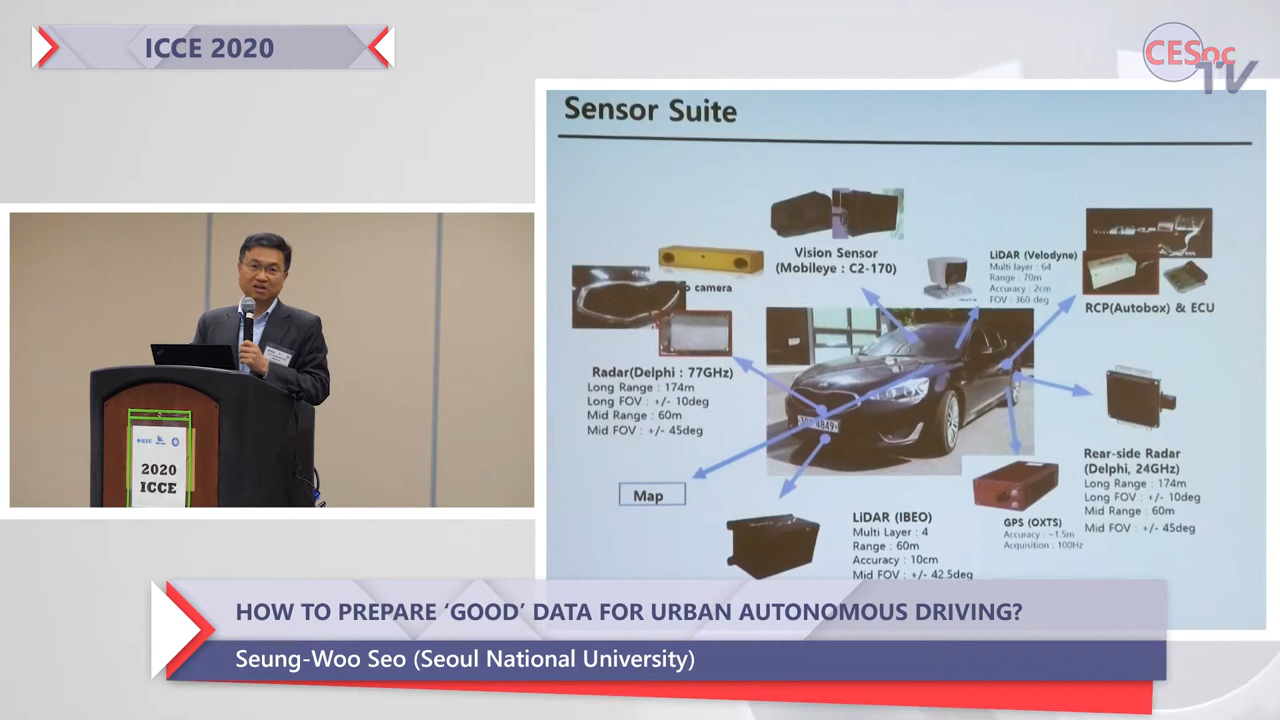 ICCE 2020
CESoc
TV
Sensor Suite
Vision Sensor
(Mobileye : C2-170)
LiDAR (Velodyne)
Multi layer : 64
Range : 70m
Accuracy : 2cm
FOV : 360 deg
camera
RCP(Autobox) & ECU
Radar(Delphi : 77GHz)
Long Range : 174m
Long FOV : +/- 10deg
Mid Range : 60m
Mid FOV : +/- 45deg
Map
LiDAR (IBEO)
Multi Layer : 4
Range : 60m
Accuracy : 10cm
Mid FOV : +/- 42.5deg
GPS (OXTS)
Accuracy : ~1.5m
Acquisition : 100Hz
Rear-side Radar
(Delphi, 24GHz)
Long Range : 174m
Long FOV : +/- 10deg
Mid Range : 60m
Mid FOV : +/- 45deg
IEEE
2020
ICCE
HOW TO PREPARE ‘GOOD’ DATA FOR URBAN AUTONOMOUS DRIVING?
Seung-Woo Seo (Seoul National University)